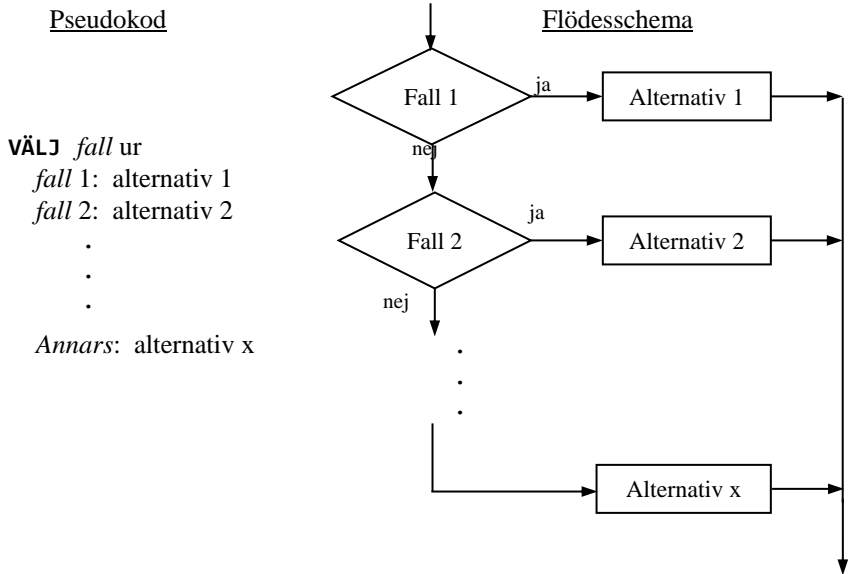 Pseudokod
VÄLJ fall ur
fall 1: alternativ 1
fall 2: alternativ 2
.
.
.
Annars: alternativ x
Flödesschema
Fall 1
ja
Alternativ 1
nej
Fall 2
ja
Alternativ 2
nej
.
.
.
Alternativ x